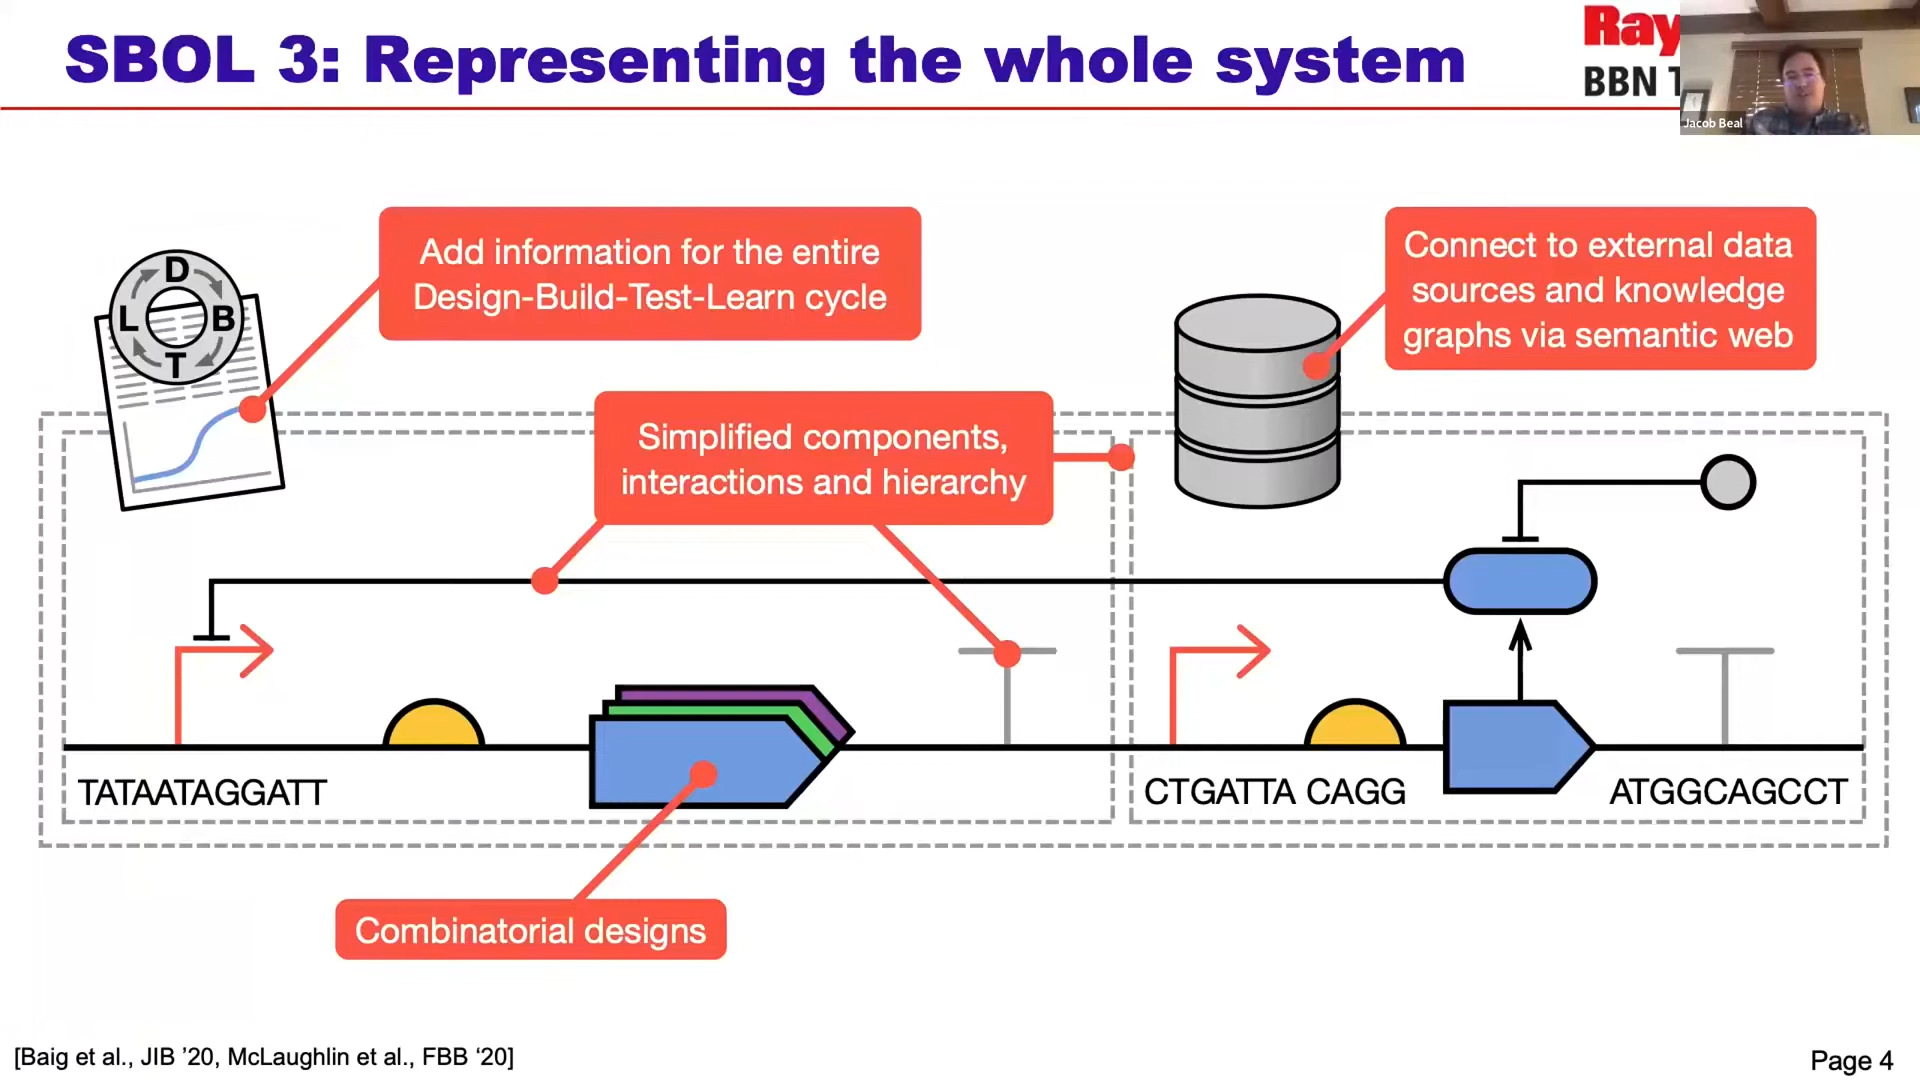 SBOL 3: Representing the whole system
Ray
BBN T
Jacob Beal
Add information for the entire
Design-Build-Test-Learn cycle
Connect to external data
sources and knowledge
graphs via semantic web
D
L B
T
Simplified components,
interactions and hierarchy
TATAATAGGATT
CTGATTA CAGG
ATGGCAGCCT
Combinatorial designs
[Baig et al., JIB ’20, McLaughlin et al., FBB ‘20]
Page 4